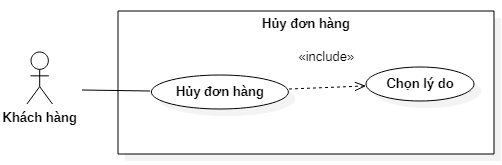 Hủy đơn hàng
«include»
Chọn lý do
Hủy đơn hàng
Khách hàng